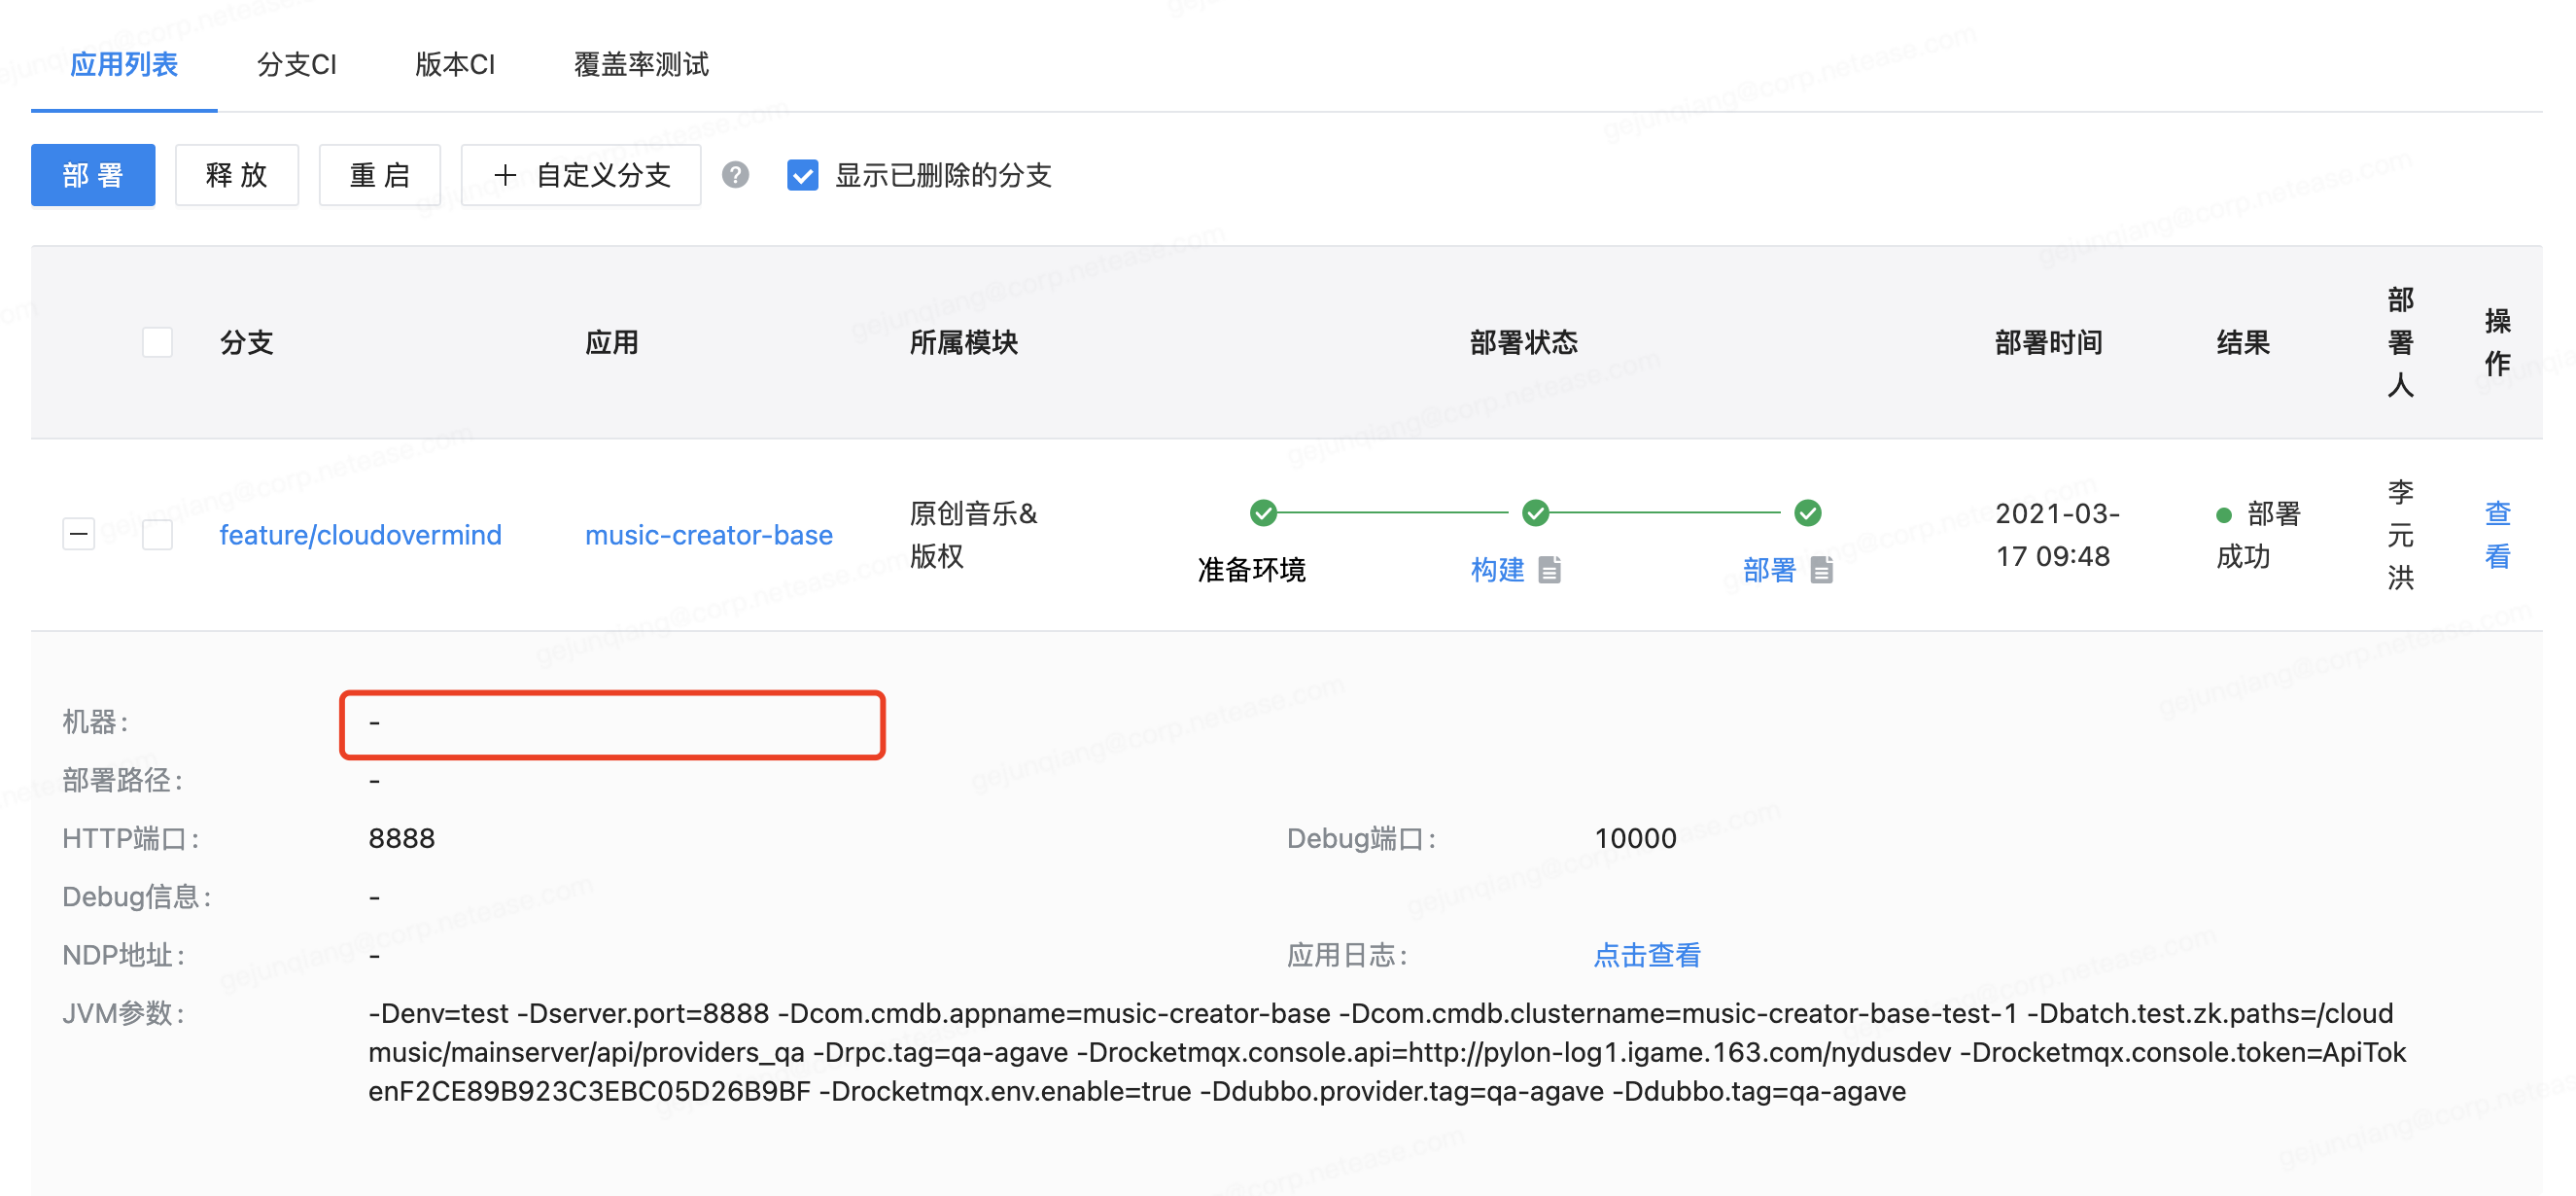 应用列表 分支CI 版本CI 覆盖率测试
部 署 释 放 重 启 + 自定义分支 ? 显示已删除的分支
分支 应用 所属模块 部署状态 部署时间 结果 部署人 操作
feature/cloudovermind music-creator-base
原创音乐&
版权
准备环境 构建 部署
2021-03-
17 09:48
部署
成功
李
元
洪
查
看
机器: -
部署路径: -
HTTP端口: 8888 Debug端口: 10000
Debug信息: -
NDP地址: - 应用日志: 点击查看
JVM参数: -Denv=test -Dserver.port=8888 -Dcom.cmdb.appname=music-creator-base -Dcom.cmdb.clustername=music-creator-base-test-1 -Dbatch.test.zk.paths=/cloud
music/mainserver/api/providers_qa -Drpc.tag=qa-agave -Drocketmqx.console.api=http://pylon-log1.igame.163.com/nydusdev -Drocketmqx.console.token=ApiTok
enF2CE89B923C3EBC05D26B9BF -Drocketmqx.env.enable=true -Ddubbo.provider.tag=qa-agave -Ddubbo.tag=qa-agave
gejunqiang@corp.netease.com